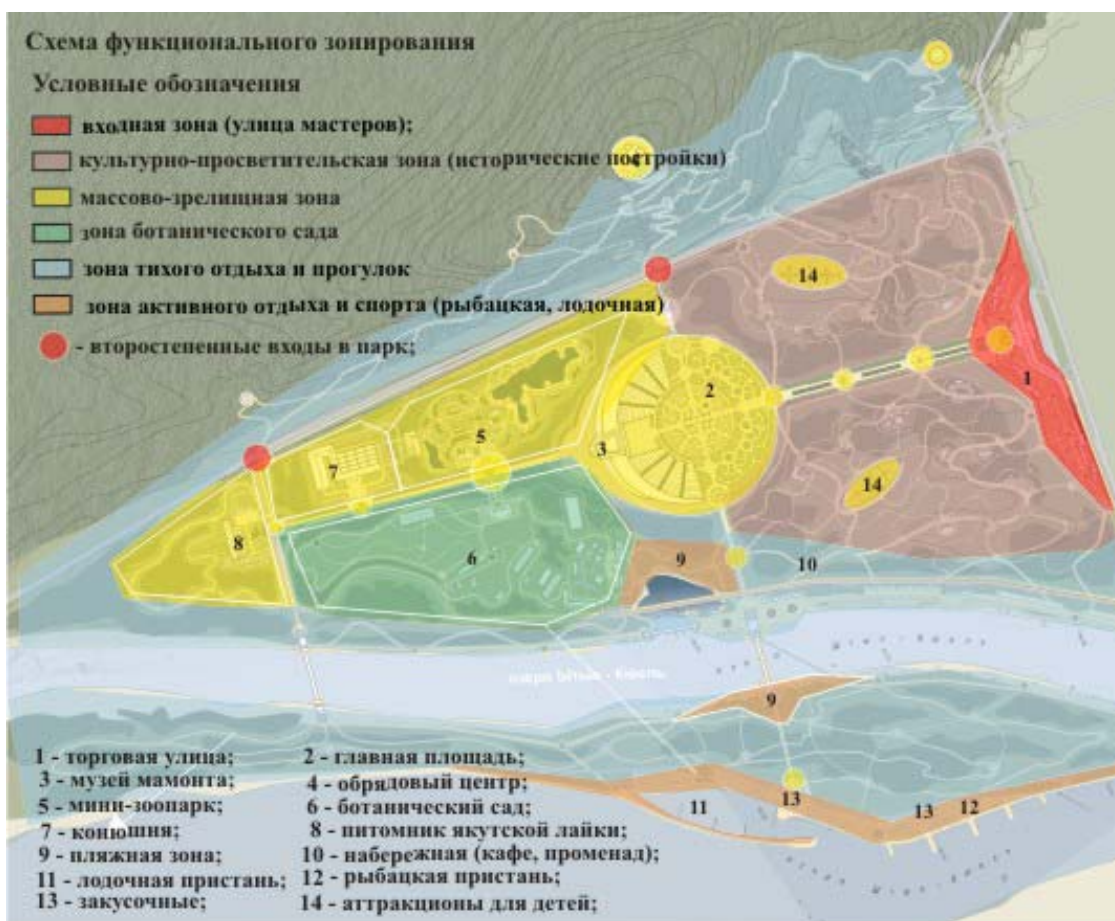 Схема функционального зонирования
Условные обозначения
входная зона (улица мастеров);
культурно-просветительская зона (исторические постройки)
массово-зрелищная зона
зона ботанического сада
зона тихого отдыха и прогулок
зона активного отдыха и спорта (рыбацкая, лодочная)
- второстепенные входы в парк;
4
14
1
2
5
3
7
14
8
6
9
10
озеро
9
11
13
13
12
1 - торговая улица;
2 - главная площадь;
3 - музей мамонта;
4 - обрядовый центр;
5 - мини-зоопарк;
6 - ботанический сад;
7 - конюшня;
8 - питомник якутской лайки;
9 - пляжная зона;
10 - набережная (кафе, променад);
11 - лодочная пристань;
12 - рыбацкая пристань;
13 - закусочные;
14 - аттракционы для детей;